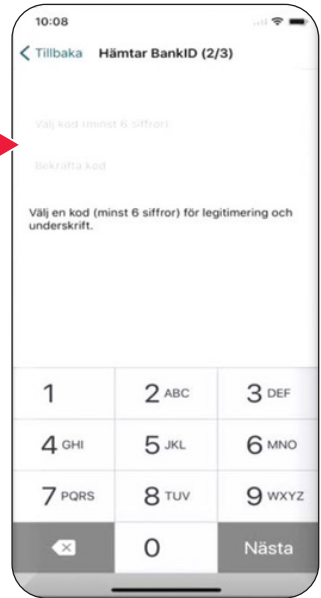 10:08
Tillbaka Hämtar BankID (2/3)
Välj kod (minst 6 siffror)
Bekräfta kod
Välj en kod (minst 6 siffror) för legitimering och
underskrift.
1 2 ABC 3 DEF
4 GHI 5 JKL 6 MNO
7 PQRS 8 TUV 9 WXYZ
0 Nästa